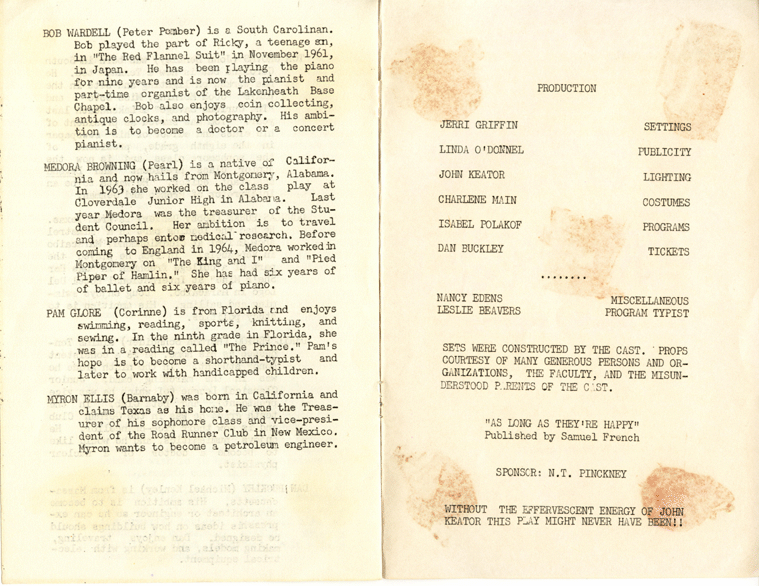 BOB WARDELL (Peter Pember) is a South Carolinan.
Bob played the part of Ricky, a teenage
in "The Red Flannel Suit" in November 1961,
in Japan. He has been playing the piano
for nine years and is now the pianist and
part-time organist of the Lakenheath Base
Chapel. Bob also enjoys coin collecting,
antique clocks, and photography. His ambi-
tion is to become a doctor or a concert
pianist.
MEDORA BROWNING (Pearl) is a native of Califor-
nia and now hails from Montgomery, Alabama.
In 1963 she worked on the class play at
Cloverdale Junior High in Alabama. Last
year Medora was the treasurer of the Stu-
dent Council. Her ambition is to travel
and perhaps enter medical research. Before
coming to England in 1964, Medora worked in
Montgomery on "The King and I" and "Pied
Piper of Hamlin." She has had six years of
of ballet and six years of piano.
PAM GLORE (Corinne) is from Florida and enjoys
swimming, reading, sports, knitting, and
sewing. In the ninth grade in Florida, she
was in a reading called "The Prince." Pam's
hope is to become a shorthand-typist and
later to work with handicapped children.
MYRON ELLIS (Barnaby) was born in California and
claims Texas as his home. He was the Treas-
urer of his sophomore class and vice-presi-
dent of the Road Runner Club in New Mexico.
Myron wants to become a petroleum engineer.
PRODUCTION
JERRI GRIFFIN SETTINGS
LINDA O'DONNEL PUBLICITY
JOHN KEATOR LIGHTING
CHARLENE MAIN COSTUMES
ISABEL POLAKOF PROGRAMS
DAN BUCKLEY TICKETS
........
NANCY EDENS MISCELLANEOUS
LESLIE BEAVERS PROGRAM TYPIST
SETS WERE CONSTRUCTED BY THE CAST. PROPS
COURTESY OF MANY GENEROUS PERSONS AND OR-
GANIZATIONS, THE FACULTY, AND THE MISUN-
DERSTOOD PARENTS OF THE CAST.
"AS LONG AS THEY'RE HAPPY"
Published by Samuel French
SPONSOR: N.T. PINCKNEY
WITHOUT THE EFFERVESCENT ENERGY OF JOHN
KEATOR THIS PLAY MIGHT NEVER HAVE BEEN!!